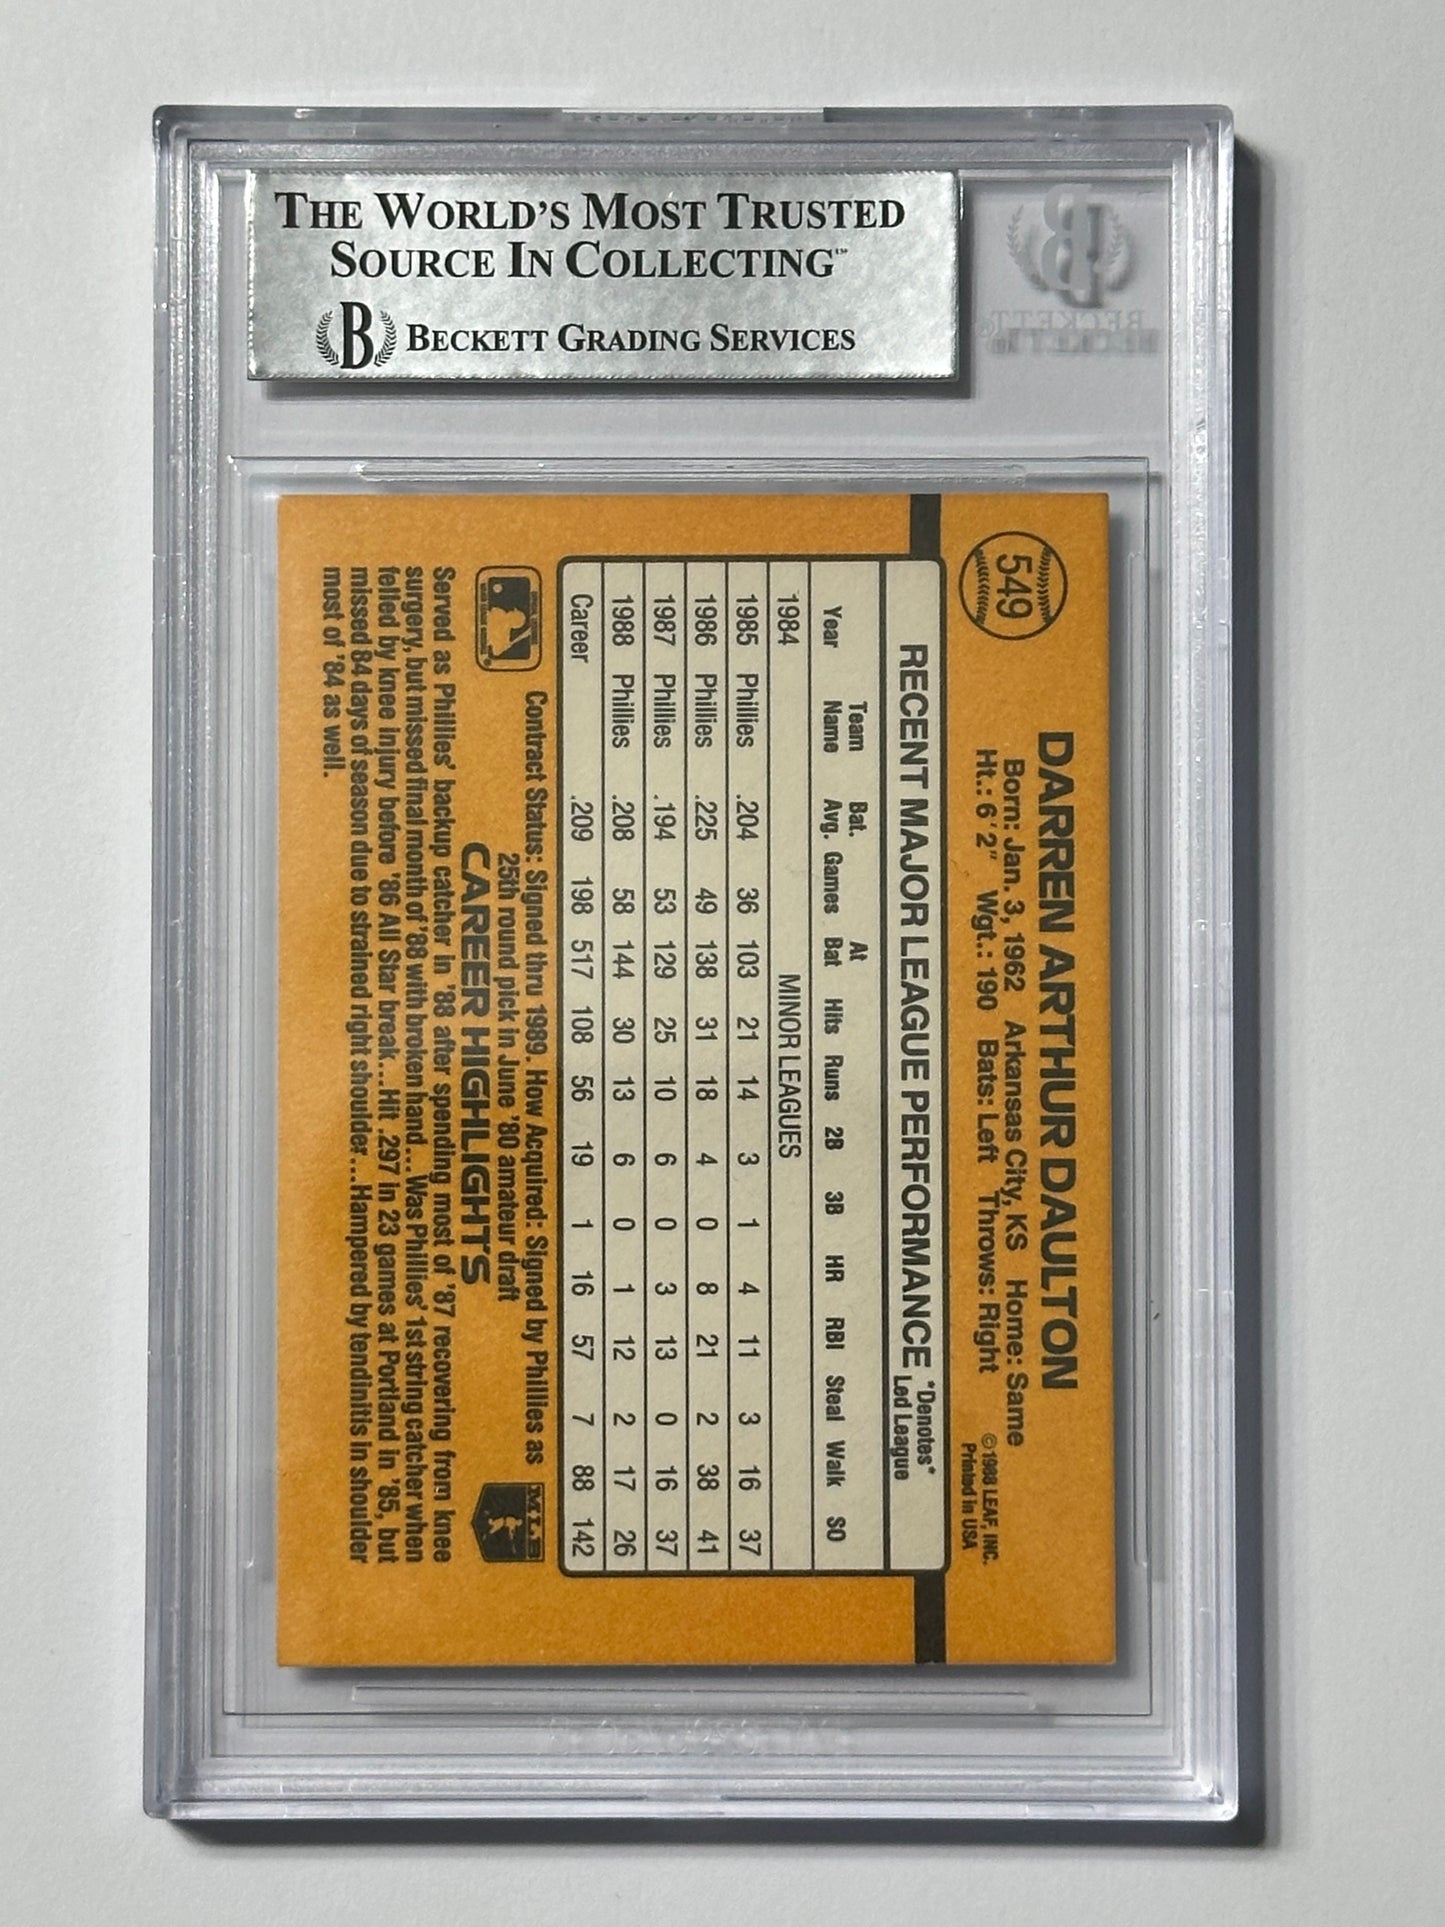 THE WORLD'S MOST TRUSTED
SOURCE IN COLLECTING™
B BECKETT GRADING SERVICES
BECKETT
549
DARREN ARTHUR DAULTON
Born: Jan. 3, 1962 Arkansas City, KS Home: Same
Ht.: 6'2" Wgt.: 190 Bats: Left Throws: Right
©1988 LEAF, INC.
Printed in USA
RECENT MAJOR LEAGUE PERFORMANCE *Denotes*
Led League
Year Team Name Bat. Avg. Games At Bat Hits Runs 2B 3B HR RBI Steal Walk SO
1984 MINOR LEAGUES
1985 Phillies .204 36 103 21 14 3 1 4 11 3 16 37
1986 Phillies .225 49 138 31 18 4 0 8 21 2 38 41
1987 Phillies .194 53 129 25 10 6 0 3 13 0 16 37
1988 Phillies .208 58 144 30 13 6 0 1 12 2 17 26
Career .209 198 517 108 56 19 1 16 57 7 88 142
Contract Status: Signed thru 1989. How Acquired: Signed by Phillies as
25th round pick in June '80 amateur draft
MLB
CAREER HIGHLIGHTS
Served as Phillies' backup catcher in '88 after spending most of '87 recovering from knee
surgery, but missed final month of '88 with broken hand...Was Phillies' 1st string catcher when
felled by knee injury before '86 All Star break...Hit .297 in 23 games at Portland in '85, but
missed 84 days of season due to strained right shoulder...Hampered by tendinitis in shoulder
most of '84 as well.